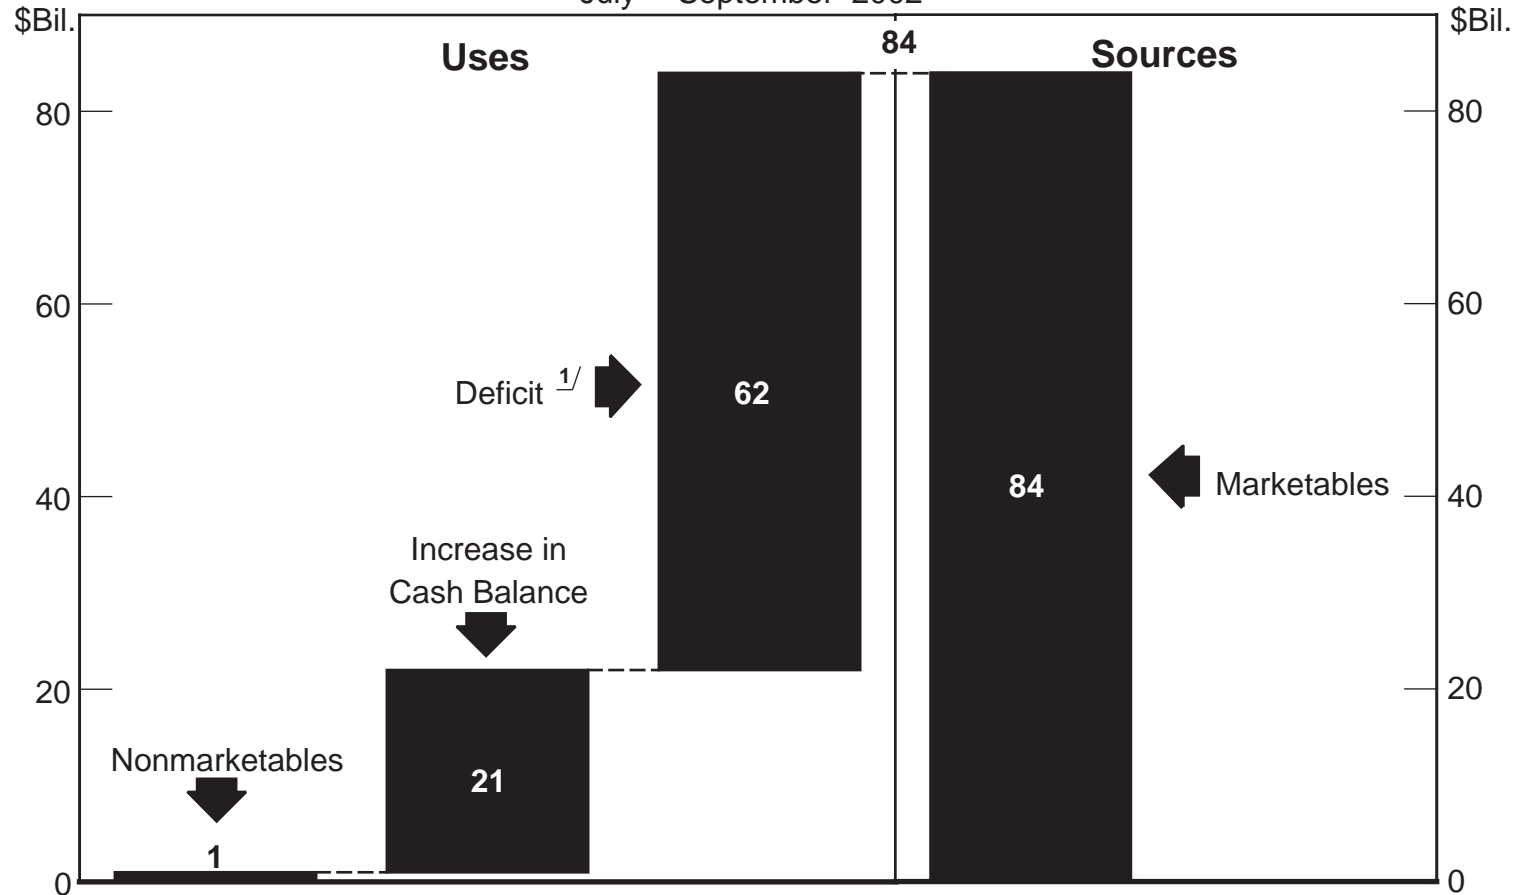 $Bil.
$Bil.
Uses
84
Sources
80
80
60
60
Deficit 1/
62
40
84
Marketables
40
Increase in
Cash Balance
20
20
Nonmarketables
21
1
0
0